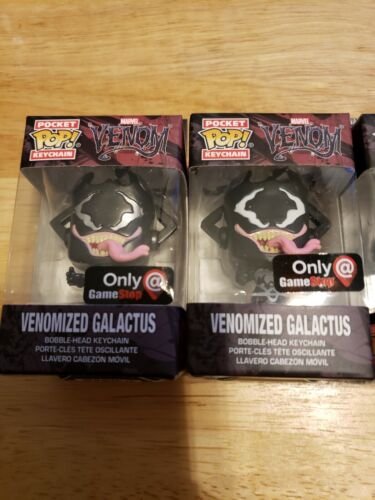 POCKET
POP!
KEYCHAIN
MARVEL
VENOM
Only @
GameStop
VENOMIZED GALACTUS
BOBBLE-HEAD KEYCHAIN
PORTE-CLÉS TÊTE OSCILLANTE
LLAVERO CABEZÓN MÓVIL
POCKET
POP!
KEYCHAIN
MARVEL
VENOM
Only @
GameStop
VENOMIZED GALACTUS
BOBBLE-HEAD KEYCHAIN
PORTE-CLÉS TÊTE OSCILLANTE
LLAVERO CABEZÓN MÓVIL